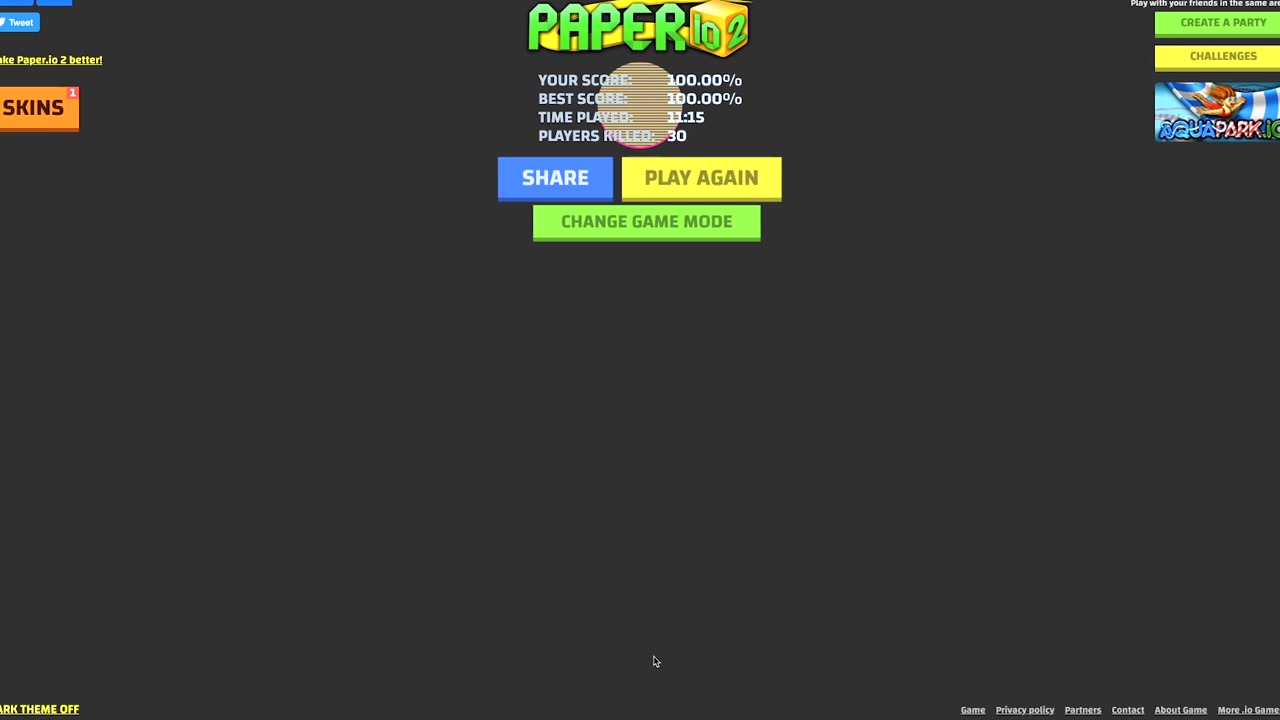 Play with your friends in the same are
Tweet
CREATE A PARTY
PAPER io 2
ake Paper.io 2 better!
CHALLENGES
YOUR SCORE: 100.00%
BEST SCORE: 100.00%
TIME PLAYED: 11:15
PLAYERS KILLED: 30
SKINS
1
AQUAPARK.IO
SHARE
PLAY AGAIN
CHANGE GAME MODE
ARK THEME OFF
Game Privacy policy Partners Contact About Game More .io Game